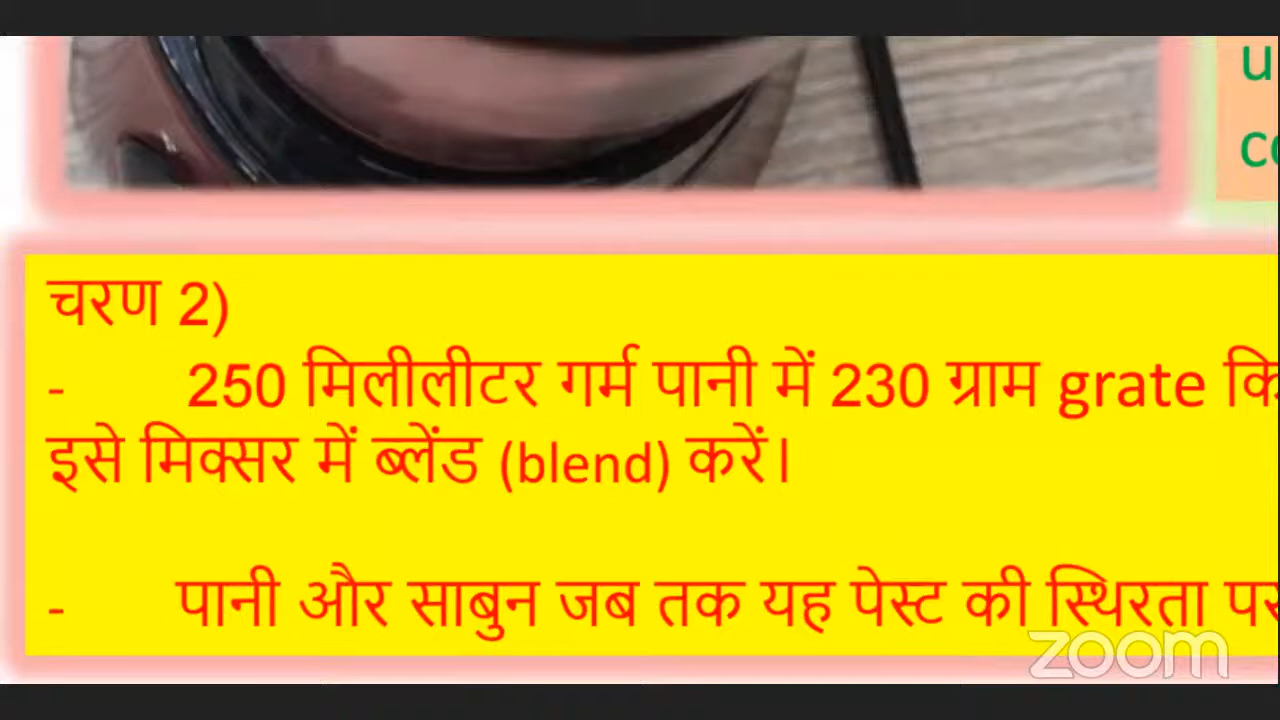 चरण 2)
- 250 मिलीलीटर गर्म पानी में 230 ग्राम grate
इसे मिक्सर में ब्लेंड (blend) करें।
- पानी और साबुन जब तक यह पेस्ट की स्थिरता
zoom